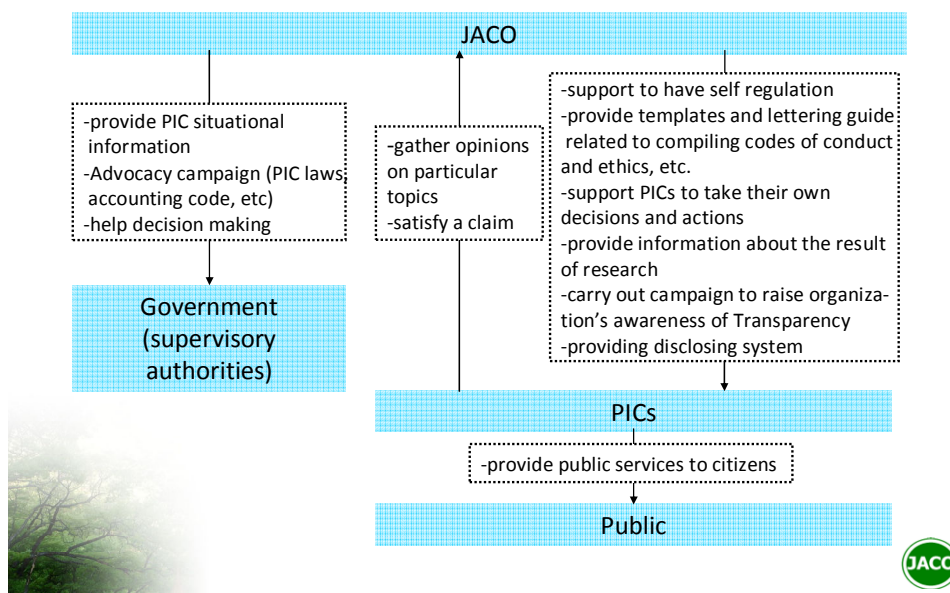 JACO
-provide PIC situational
information
-Advocacy campaign (PIC laws,
accounting code, etc)
-help decision making
-gather opinions
on particular
topics
-satisfy a claim
-support to have self regulation
-provide templates and lettering guide
related to compiling codes of conduct
and ethics, etc.
-support PICs to take their own
decisions and actions
-provide information about the result
of research
-carry out campaign to raise organiza-
tion's awareness of Transparency
-providing disclosing system
Government
(supervisory
authorities)
PICs
-provide public services to citizens
Public
JACO